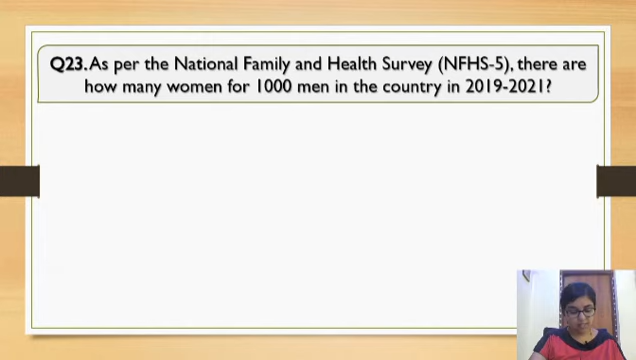 Q23. As per the National Family and Health Survey (NFHS-5), there are
how many women for 1000 men in the country in 2019-2021?